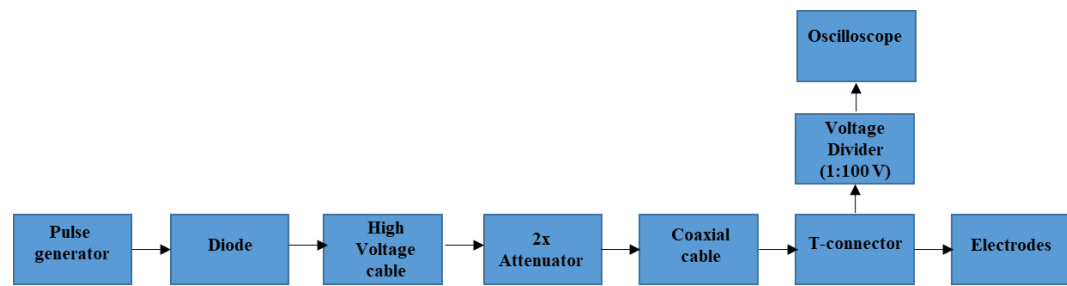 Oscilloscope
Voltage
Divider
(1:100 V)
Pulse
generator
Diode
High
Voltage
cable
2x
Attenuator
Coaxial
cable
T-connector
Electrodes